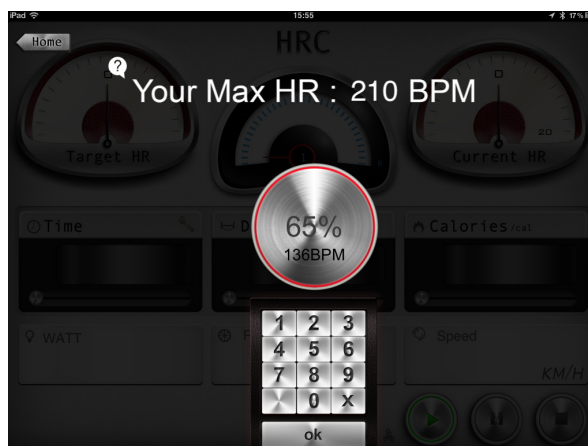 iPad
15:55
17%
Home
HRC
?
Your Max HR : 210 BPM
20
Target HR
Current HR
65%
136BPM
Time
D
Calories/cal
1 2 3
4 5 6
7 8 9
0 X
ok
WATT
F
Speed
KM/H